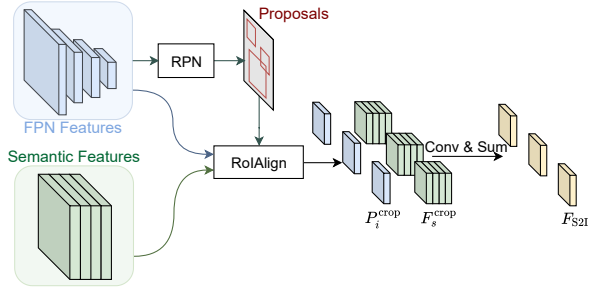 Proposals
RPN
FPN Features
Semantic Features
RoIAlign
Conv & Sum
P_i^crop
F_s^crop
F_S2I